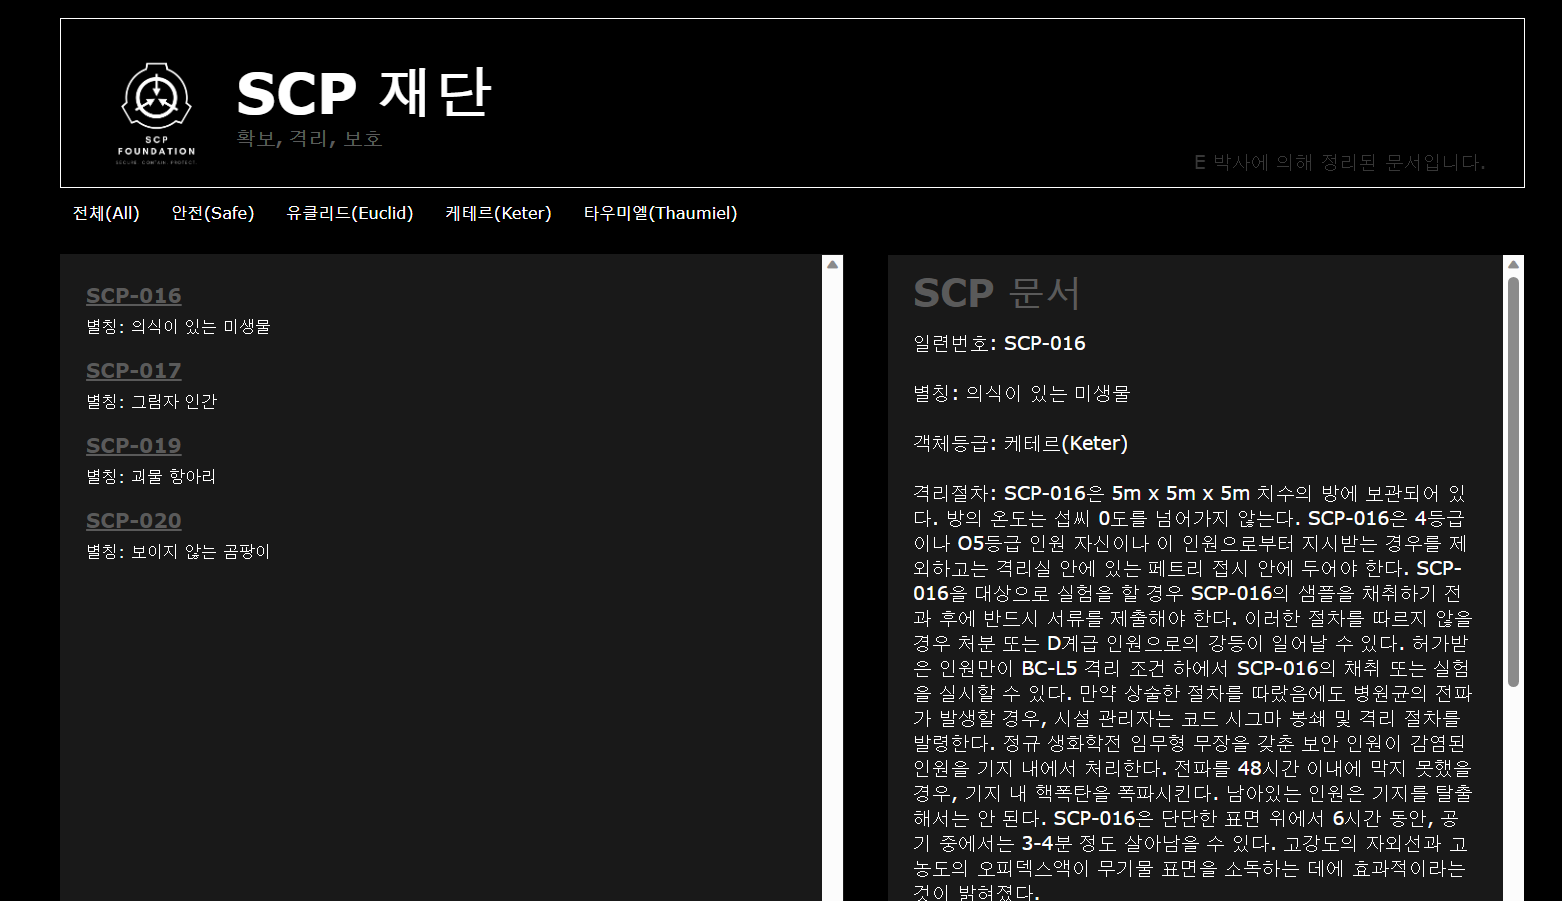 SCP
FOUNDATION
SECURE CONTAIN PROTECT
SCP 재단
확보, 격리, 보호
E 박사에 의해 정리된 문서입니다.
전체(All) 안전(Safe) 유클리드(Euclid) 케테르(Keter) 타우미엘(Thaumiel)
SCP-016
별칭: 의식이 있는 미생물
SCP-017
별칭: 그림자 인간
SCP-019
별칭: 괴물 항아리
SCP-020
별칭: 보이지 않는 곰팡이
SCP 문서
일련번호: SCP-016
별칭: 의식이 있는 미생물
객체등급: 케테르(Keter)
격리절차: SCP-016은 5m x 5m x 5m 치수의 방에 보관되어 있
다. 방의 온도는 섭씨 0도를 넘어가지 않는다. SCP-016은 4등급
이나 O5등급 인원 자신이나 이 인원으로부터 지시받는 경우를 제
외하고는 격리실 안에 있는 페트리 접시 안에 두어야 한다. SCP-
016을 대상으로 실험을 할 경우 SCP-016의 샘플을 채취하기 전
과 후에 반드시 서류를 제출해야 한다. 이러한 절차를 따르지 않을
경우 처분 또는 D계급 인원으로의 강등이 일어날 수 있다. 허가받
은 인원만이 BC-L5 격리 조건 하에서 SCP-016의 채취 또는 실험
을 실시할 수 있다. 만약 상술한 절차를 따랐음에도 병원균의 전파
가 발생할 경우, 시설 관리자는 코드 시그마 봉쇄 및 격리 절차를
발령한다. 정규 생화학전 임무형 무장을 갖춘 보안 인원이 감염된
인원을 기지 내에서 처리한다. 전파를 48시간 이내에 막지 못했을
경우, 기지 내 핵폭탄을 폭파시킨다. 남아있는 인원은 기지를 탈출
해서는 안 된다. SCP-016은 단단한 표면 위에서 6시간 동안, 공
기 중에서는 3-4분 정도 살아남을 수 있다. 고강도의 자외선과 고
농도의 오피덱스액이 무기물 표면을 소독하는 데에 효과적이라는
것이 밝혀졌다.